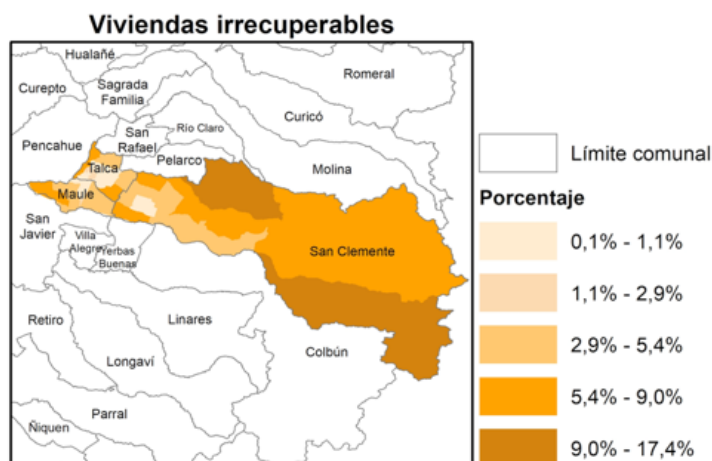 Viviendas irrecuperables
Hualañé
Romeral
Curepto
Sagrada
Familia
Curicó
San
Rafael
Río Claro
Pencahue
Pelarco
Molina
Talca
Maule
San
Javier
Villa
Alegre
Yerbas
Buenas
San Clemente
Retiro
Linares
Colbún
Longaví
Parral
Ñiquen
Límite comunal
Porcentaje
0,1% - 1,1%
1,1% - 2,9%
2,9% - 5,4%
5,4% - 9,0%
9,0% - 17,4%